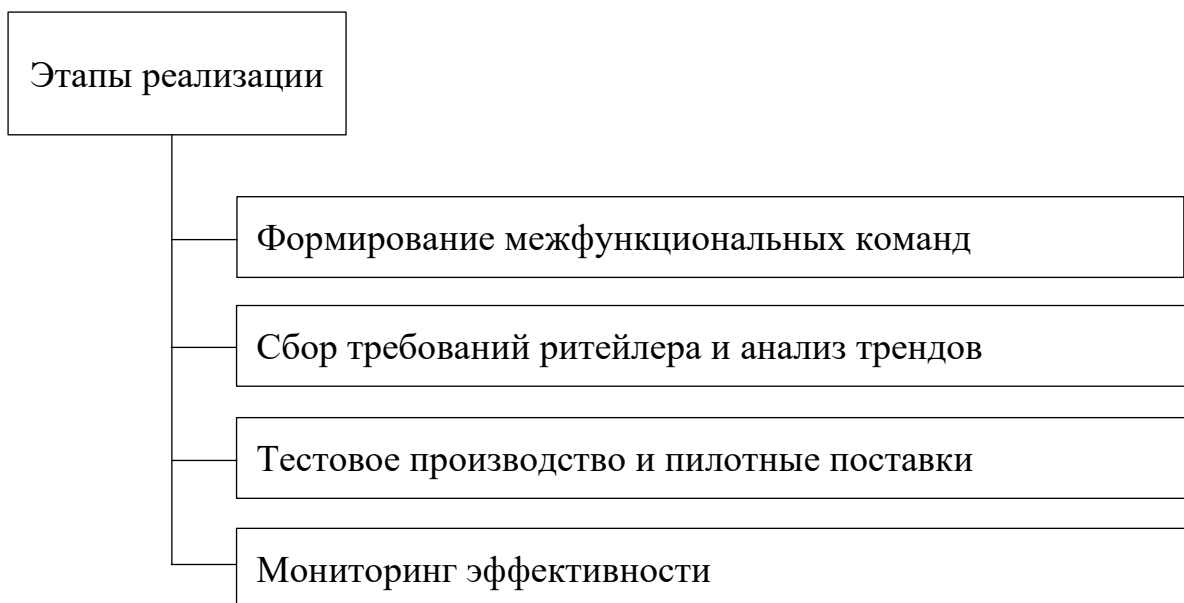 Этапы реализации
Формирование межфункциональных команд
Сбор требований ритейлера и анализ трендов
Тестовое производство и пилотные поставки
Мониторинг эффективности